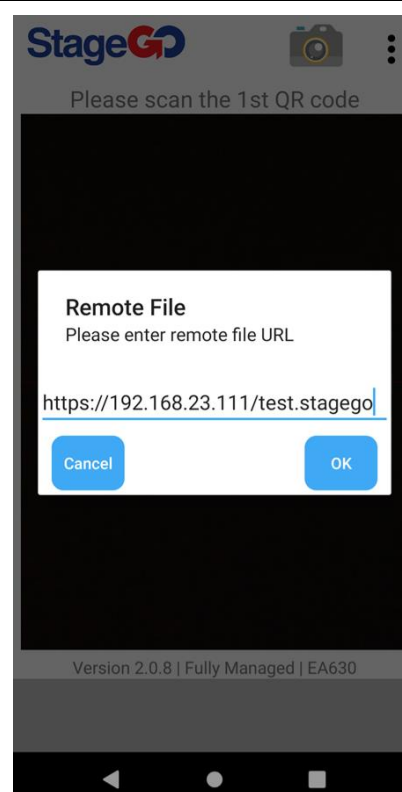 StageGO
Please scan the 1st QR code
Remote File
Please enter remote file URL
https://192.168.23.111/test.stagego
Cancel
OK
Version 2.0.8 | Fully Managed | EA630